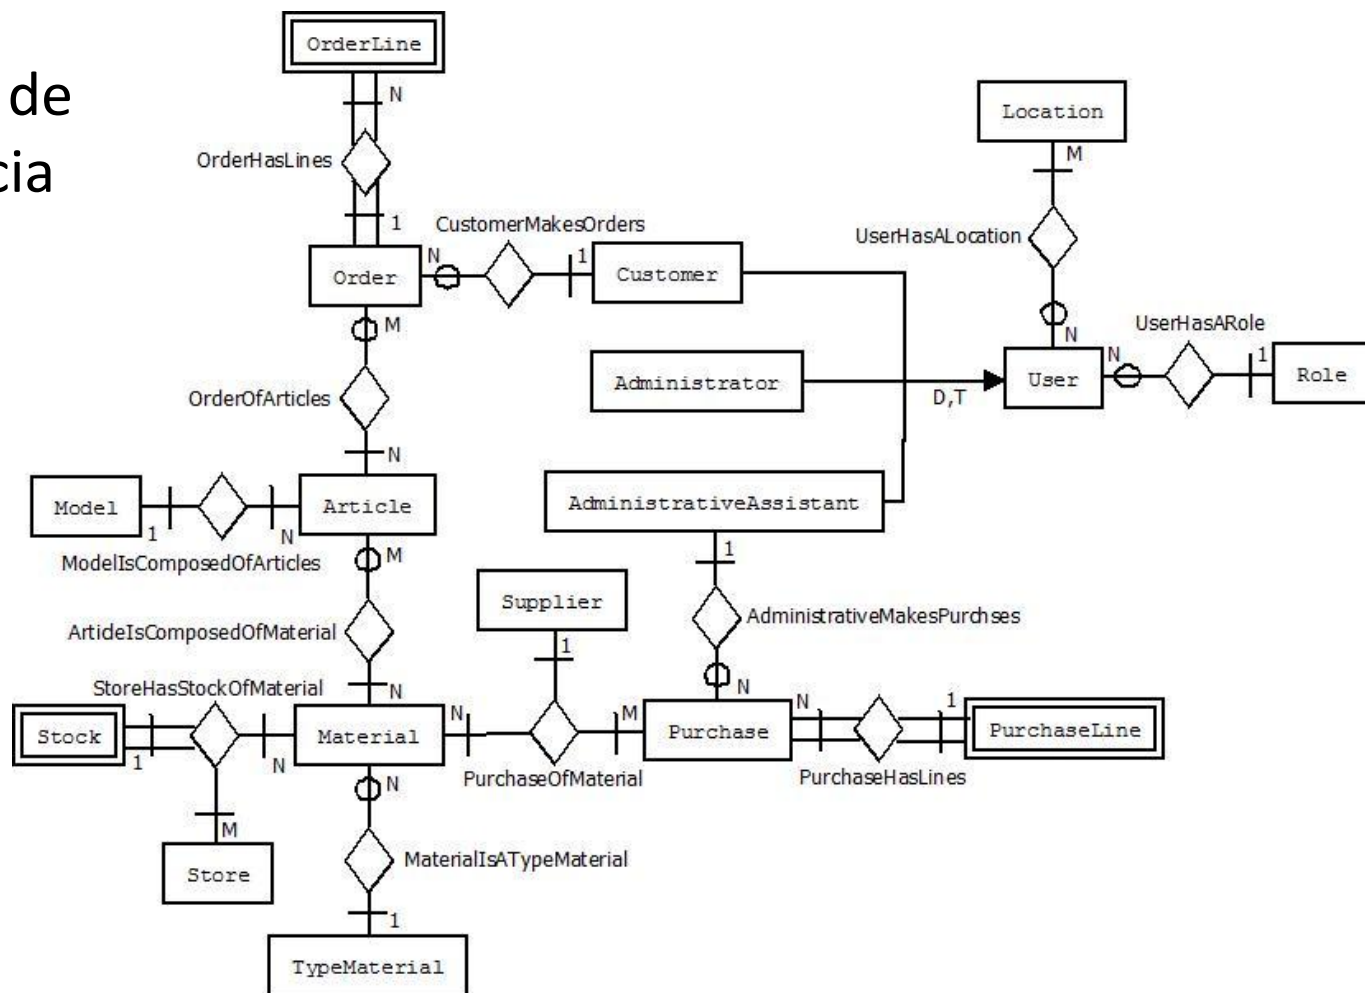 OrderLine
de
cia
N
OrderHasLines
1
Location
M
UserHasALocation
N
CustomerMakesOrders
N
1
Order
Customer
M
UserHasARole
N
1
User
Role
Administrator
D,T
OrderOfArticles
N
Model
1
N
Article
ModelIsComposedOfArticles
AdministrativeAssistant
1
M
Supplier
1
AdministrativeMakesPurchses
N
ArticleIsComposedOfMaterial
N
StoreHasStockOfMaterial
Stock
1
N
Material
N
M
PurchaseOfMaterial
Purchase
N
1
PurchaseHasLines
PurchaseLine
M
Store
N
MaterialIsATypeMaterial
1
TypeMaterial